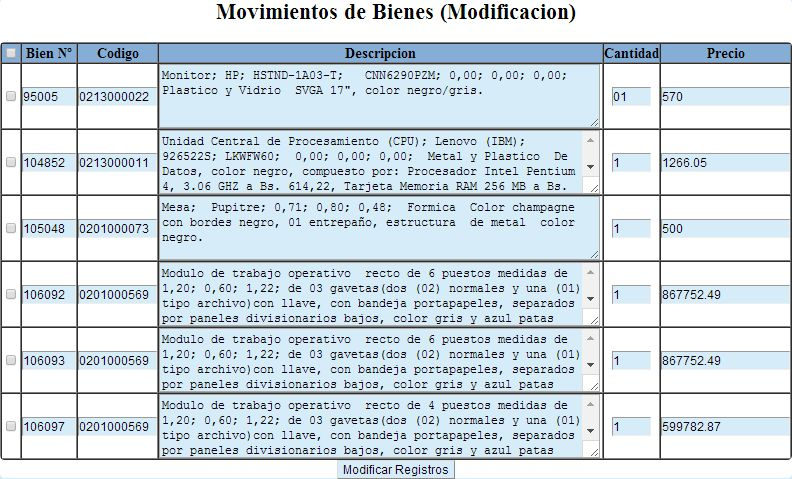 Movimientos de Bienes (Modificacion)
Bien N° Codigo Descripcion Cantidad Precio
95005 0213000022 Monitor; HP; HSTND-1A03-T; CNN6290PZM; 0,00; 0,00; 0,00; 01 570
Plastico y Vidrio SVGA 17", color negro/gris.
104852 0213000011 Unidad Central de Procesamiento (CPU); Lenovo (IBM); 1 1266.05
926522S; LKWFW60; 0,00; 0,00; 0,00; Metal y Plastico De
Datos, color negro, compuesto por: Procesador Intel Pentium
4, 3.06 GHZ a Bs. 614,22, Tarjeta Memoria RAM 256 MB a Bs.
105048 0201000073 Mesa; Pupitre; 0,71; 0,80; 0,48; Formica Color champagne 1 500
con bordes negro, 01 entrepaño, estructura de metal color
negro.
106092 0201000569 Modulo de trabajo operativo recto de 6 puestos medidas de 1 867752.49
1,20; 0,60; 1,22; de 03 gavetas(dos (02) normales y una (01)
tipo archivo)con llave, con bandeja portapapeles, separados
por paneles divisionarios bajos, color gris y azul patas
106093 0201000569 Modulo de trabajo operativo recto de 6 puestos medidas de 1 867752.49
1,20; 0,60; 1,22; de 03 gavetas(dos (02) normales y una (01)
tipo archivo)con llave, con bandeja portapapeles, separados
por paneles divisionarios bajos, color gris y azul patas
106097 0201000569 Modulo de trabajo operativo recto de 4 puestos medidas de 1 599782.87
1,20; 0,60; 1,22; de 03 gavetas(dos (02) normales y una (01)
tipo archivo)con llave, con bandeja portapapeles, separados
por paneles divisionarios bajos, color gris y azul patas
Modificar Registros